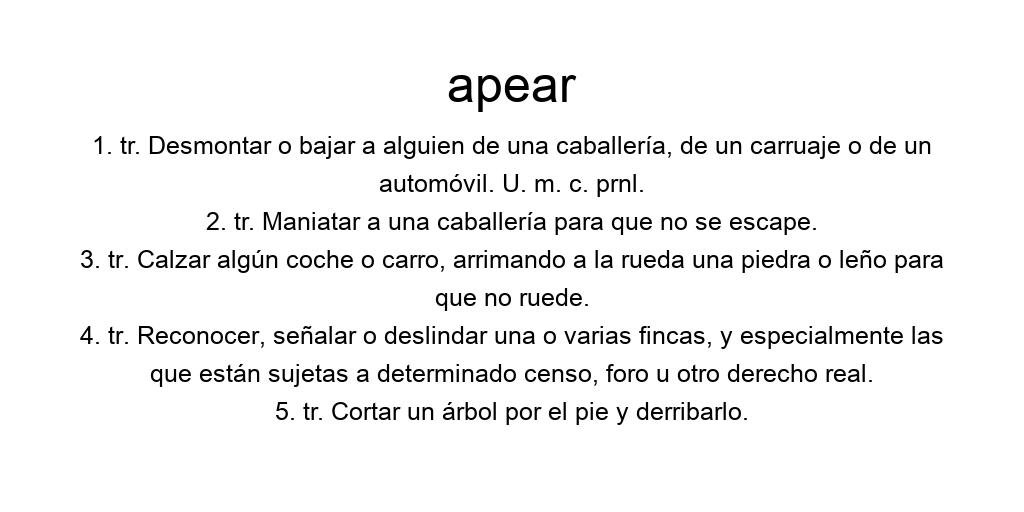 apear
1. tr. Desmontar o bajar a alguien de una caballería, de un carruaje o de un
automóvil. U. m. c. prnl.
2. tr. Maniatar a una caballería para que no se escape.
3. tr. Calzar algún coche o carro, arrimando a la rueda una piedra o leño para
que no ruede.
4. tr. Reconocer, señalar o deslindar una o varias fincas, y especialmente las
que están sujetas a determinado censo, foro u otro derecho real.
5. tr. Cortar un árbol por el pie y derribarlo.